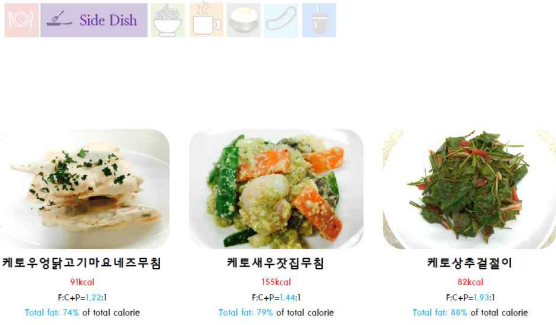 Side Dish
케토우엉닭고기마요네즈무침
91kcal
F:C+P=1.22:1
Total fat: 74% of total calorie
케토새우잣집무침
155kcal
F:C+P=1.44:1
Total fat: 79% of total calorie
케토상추겉절이
82kcal
F:C+P=1.93:1
Total fat: 88% of total calorie